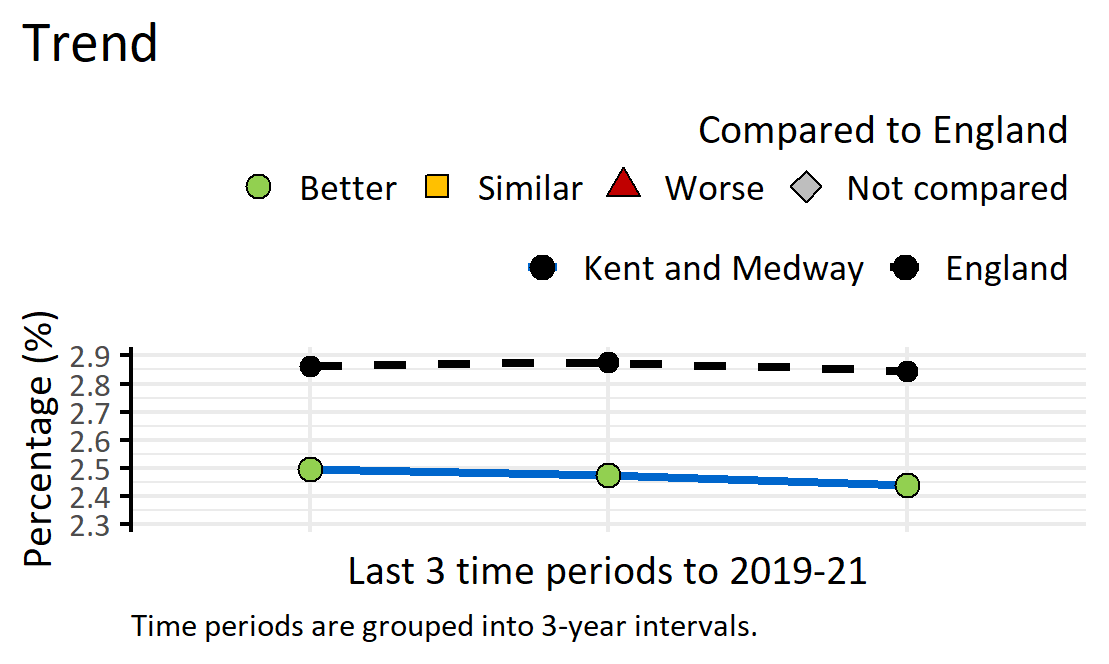 Trend
Compared to England
Better Similar Worse Not compared
Kent and Medway England
Percentage (%)
2.9
2.8
2.7
2.6
2.5
2.4
2.3
Last 3 time periods to 2019-21
Time periods are grouped into 3-year intervals.